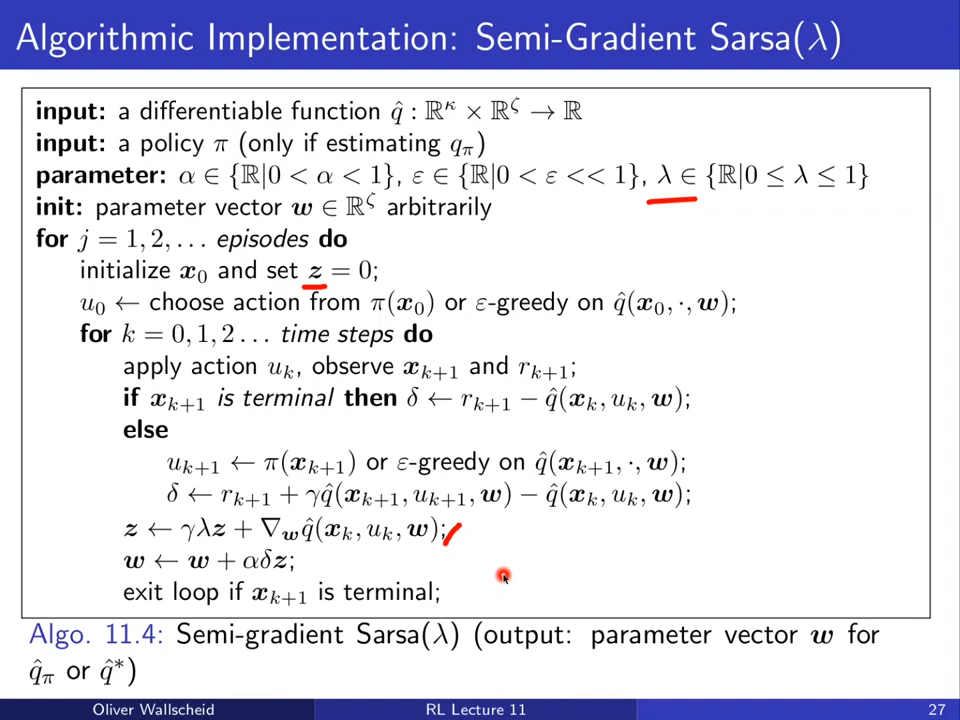 Algorithmic Implementation: Semi-Gradient Sarsa(λ)
input: a differentiable function q̂ : ℝ^κ × ℝ^ζ → ℝ
input: a policy π (only if estimating q_π)
parameter: α ∈ {ℝ|0 < α < 1}, ε ∈ {ℝ|0 < ε << 1}, λ ∈ {ℝ|0 ≤ λ ≤ 1}
init: parameter vector w ∈ ℝ^ζ arbitrarily
for j = 1, 2, . . . episodes do
initialize x_0 and set z = 0;
u_0 ← choose action from π(x_0) or ε-greedy on q̂(x_0, ·, w);
for k = 0, 1, 2 . . . time steps do
apply action u_k, observe x_{k+1} and r_{k+1};
if x_{k+1} is terminal then δ ← r_{k+1} − q̂(x_k, u_k, w);
else
u_{k+1} ← π(x_{k+1}) or ε-greedy on q̂(x_{k+1}, ·, w);
δ ← r_{k+1} + γq̂(x_{k+1}, u_{k+1}, w) − q̂(x_k, u_k, w);
z ← γλz + ∇_w q̂(x_k, u_k, w);
w ← w + αδz;
exit loop if x_{k+1} is terminal;
Algo. 11.4: Semi-gradient Sarsa(λ) (output: parameter vector w for
q̂_π or q̂*)
Oliver Wallscheid RL Lecture 11 27